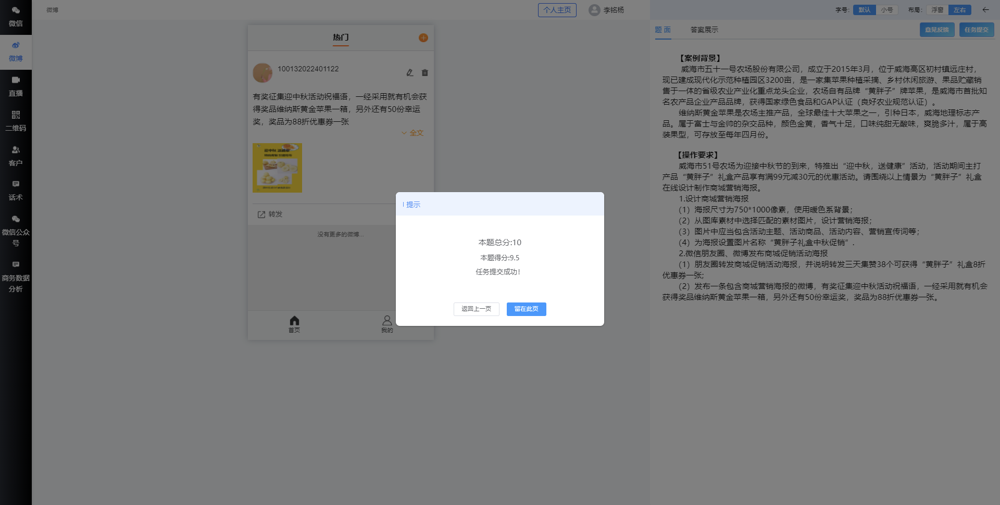 微信
微博
直播
二维码
客户
话术
微信公众
号
商务数据
分析
微博
个人主页
李铭杨
热门
100132022401122
有奖征集迎中秋活动祝福语，一经采用就有机会获
得奖品维纳斯黄金苹果一箱，另外还有50份幸运
奖，奖品为88折优惠券一张
全文
迎中秋 送健康
转发
没有更多的微博...
首页
我的
提示
本题总分:10
本题得分:9.5
任务提交成功！
返回上一页
留在此页
字号：
默认
小号
布局：
浮窗
左右
题 面
答案展示
意见反馈
任务提交
【案例背景】
威海市五十一号农场股份有限公司，成立于2015年3月，位于威海高区初村镇远庄村，
现已建成现代化示范种植园区3200亩，是一家集苹果种植采摘、乡村休闲旅游、果品贮藏销
售于一体的省级农业产业化重点龙头企业，农场自有品牌“黄胖子”牌苹果，是威海市首批知
名农产品企业产品品牌，获得国家绿色食品和GAP认证（良好农业规范认证）。
维纳斯黄金苹果是农场主推产品，全球最佳十大苹果之一，引种日本，威海地理标志产
品。属于富士与金帅的杂交品种，颜色金黄，香气十足，口味纯甜无酸味，爽脆多汁，属于高
装果型，可存放至每年四月份。
【操作要求】
威海市51号农场为迎接中秋节的到来，特推出“迎中秋，送健康”活动，活动期间主打
产品“黄胖子”礼盒产品享有满99元减30元的优惠活动。请围绕以上情景为“黄胖子”礼盒
在线设计制作商城营销海报。
1.设计商城营销海报
（1）海报尺寸为750*1000像素，使用暖色系背景；
（2）从图库素材中选择匹配的素材图片，设计营销海报；
（3）图片中应当包含活动主题、活动商品、活动内容、营销宣传词等；
（4）为海报设置图片名称“黄胖子礼盒中秋促销”.
2.微信朋友圈、微博发布商城促销活动海报
（1）朋友圈转发商城促销活动海报，并说明转发三天集赞38个可获得“黄胖子”礼盒8折
优惠券一张;
（2）发布一条包含商城营销海报的微博，有奖征集迎中秋活动祝福语，一经采用就有机会
获得奖品维纳斯黄金苹果一箱，另外还有50份幸运奖，奖品为88折优惠券一张。